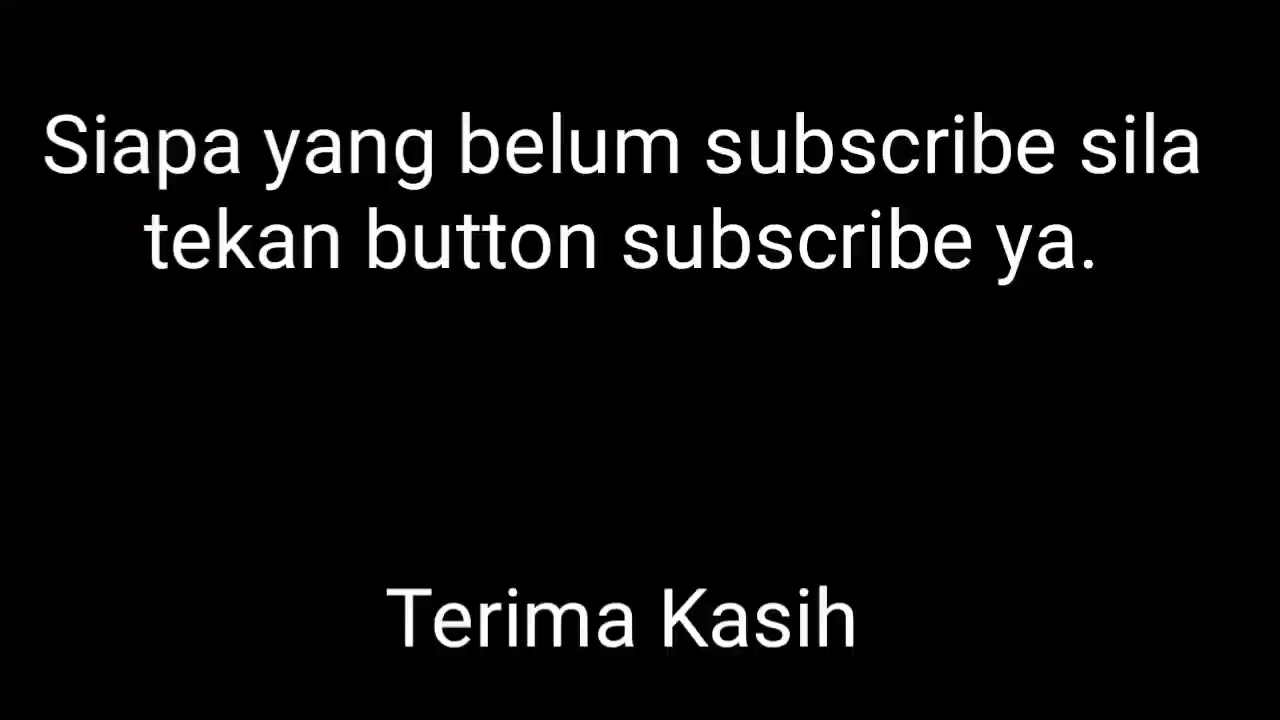 Siapa yang belum subscribe sila
tekan button subscribe ya.
Terima Kasih